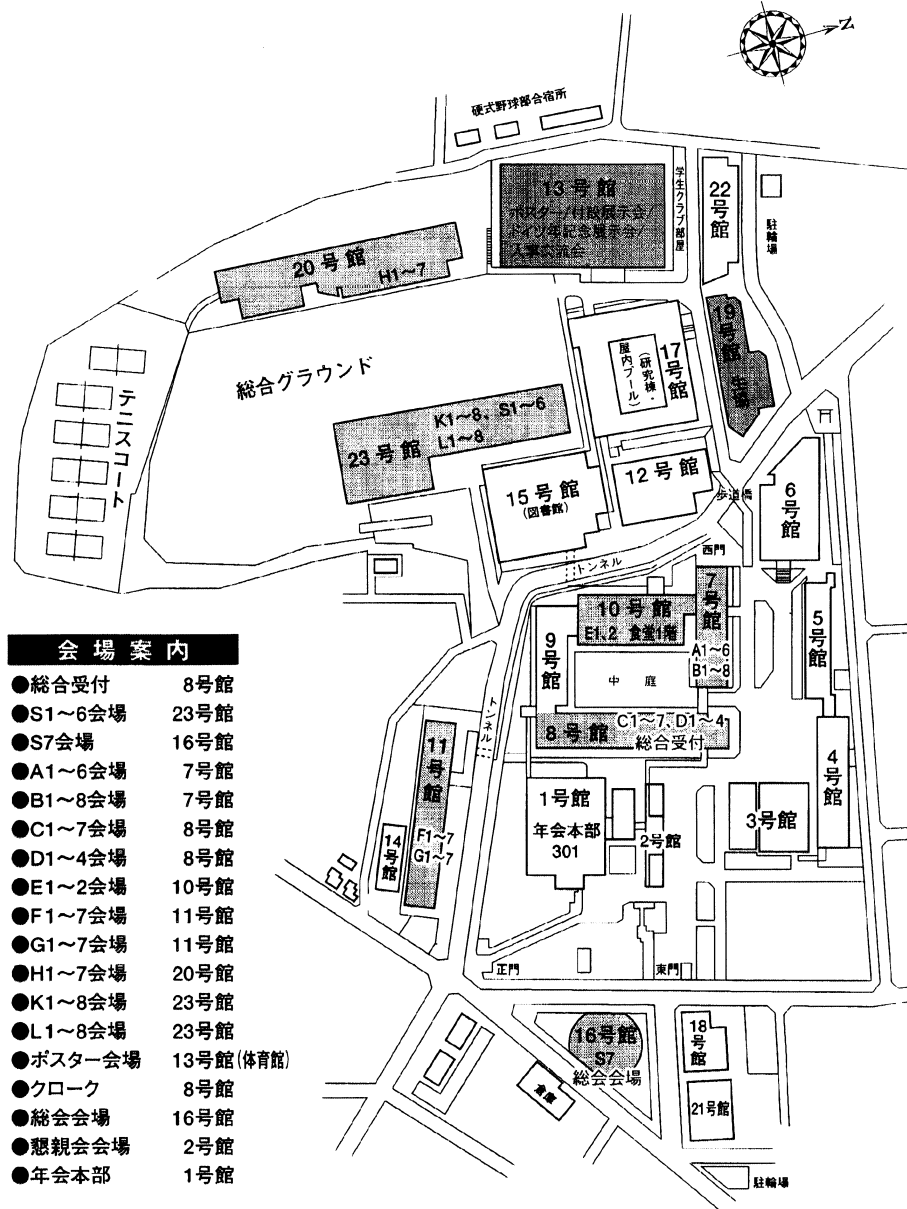 N
硬式野球部合宿所
13号館
ポスター/付設展示会/
ドイツ年記念展示会/
学生クラブ部屋
22号館
駐輪場
20号館
H1〜7
19号館
総合グラウンド
17号館
(研究棟・
屋内プール)
テニスコート
K1〜8、S1〜6
L1〜8
23号館
15号館
(図書館)
12号館
歩道橋
6号館
西門
トンネル
7号館
A1〜6
B1〜8
10号館
E1、2 食堂1階
9号館
中庭
5号館
C1〜7、D1〜4
8号館
総合受付
トンネル
4号館
11号館
F1〜7
G1〜7
14号館
1号館
年会本部
301
2号館
3号館
正門
東門
16号館
S7
総会会場
18号館
21号館
倉庫
駐輪場
会場案内
●総合受付 8号館
●S1〜6会場 23号館
●S7会場 16号館
●A1〜6会場 7号館
●B1〜8会場 7号館
●C1〜7会場 8号館
●D1〜4会場 8号館
●E1〜2会場 10号館
●F1〜7会場 11号館
●G1〜7会場 11号館
●H1〜7会場 20号館
●K1〜8会場 23号館
●L1〜8会場 23号館
●ポスター会場 13号館(体育館)
●クローク 8号館
●総会会場 16号館
●懇親会会場 2号館
●年会本部 1号館